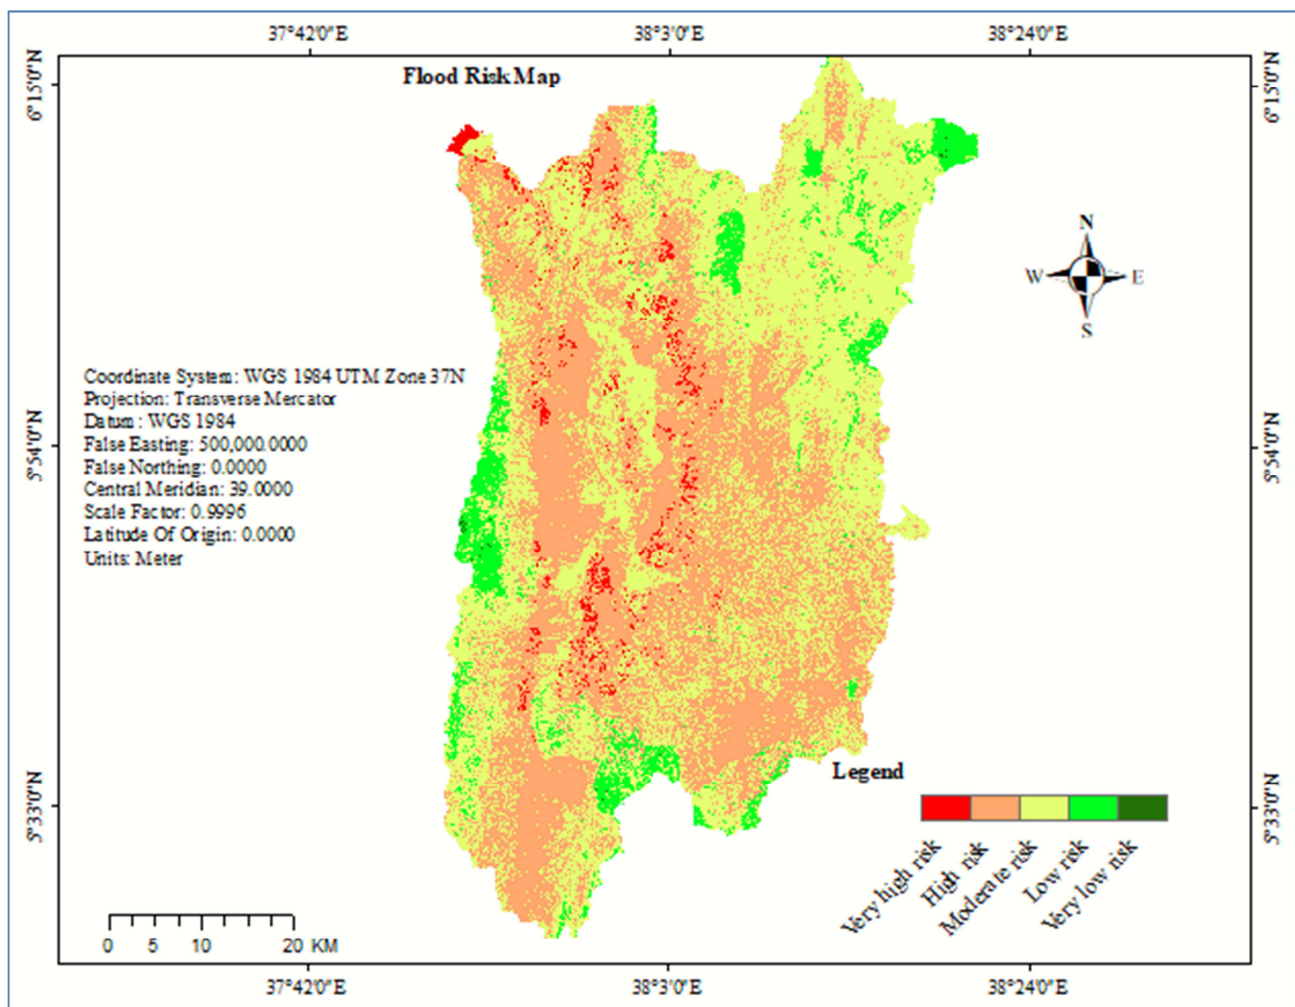 37°42'0"E 38°3'0"E 38°24'0"E
Flood Risk Map
6°15'0"N 6°15'0"N
N
W E
S
Coordinate System: WGS 1984 UTM Zone 37N
Projection: Transverse Mercator
Datum: WGS 1984
False Easting: 500,000.0000
False Northing: 0.0000
Central Meridian: 39.0000
Scale Factor: 0.9996
Latitude Of Origin: 0.0000
Units: Meter
5°54'0"N 5°54'0"N
Legend
5°33'0"N 5°33'0"N
Very high risk
High risk
Moderate risk
Low risk
Very low risk
0 5 10 20 KM
37°42'0"E 38°3'0"E 38°24'0"E